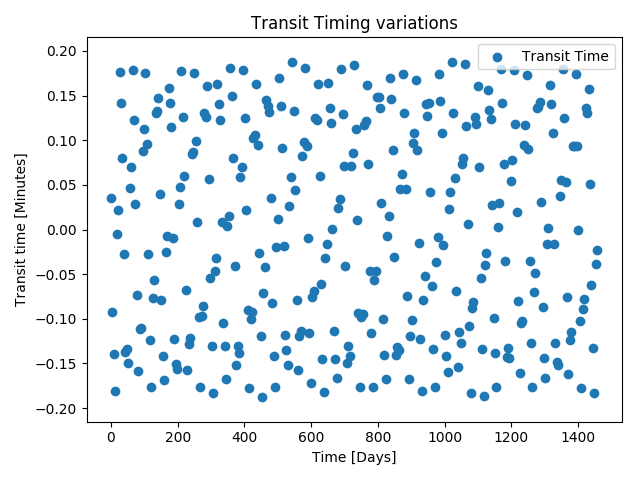 Transit Timing variations
Transit Time
Transit time [Minutes]
0.20
0.15
0.10
0.05
0.00
−0.05
−0.10
−0.15
−0.20
0 200 400 600 800 1000 1200 1400
Time [Days]